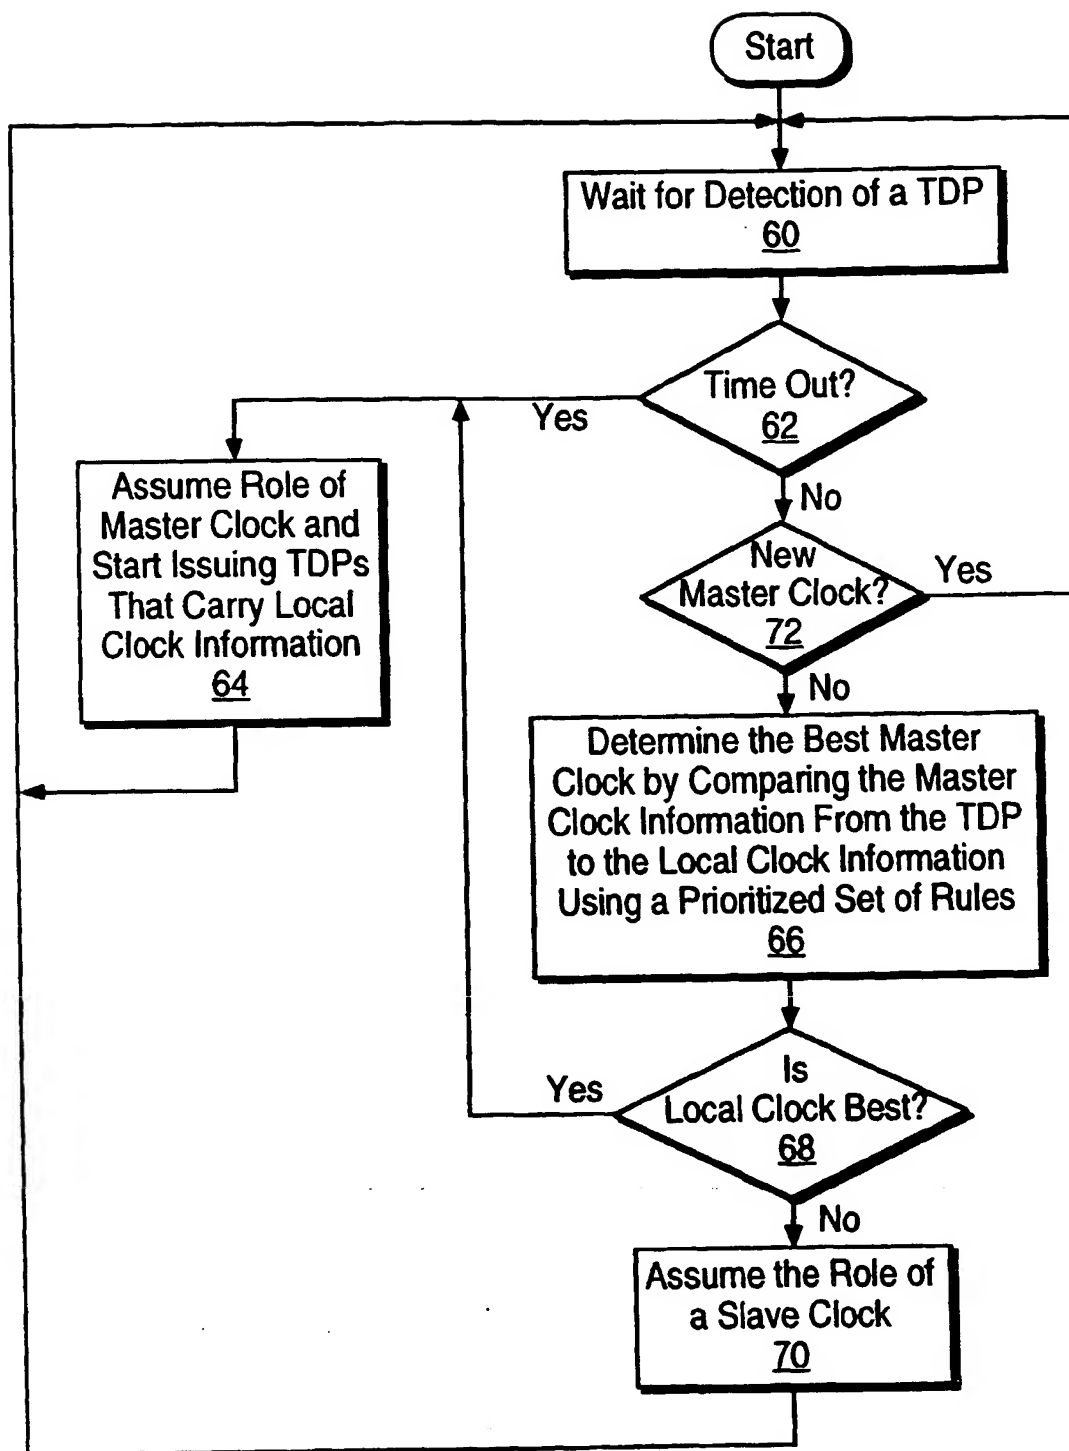 Start
Wait for Detection of a TDP
60
Time Out?
62
Yes
No
Assume Role of
Master Clock and
Start Issuing TDPs
That Carry Local
Clock Information
64
New
Master Clock?
72
Yes
No
Determine the Best Master
Clock by Comparing the Master
Clock Information From the TDP
to the Local Clock Information
Using a Prioritized Set of Rules
66
Is
Local Clock Best?
68
Yes
No
Assume the Role of
a Slave Clock
70